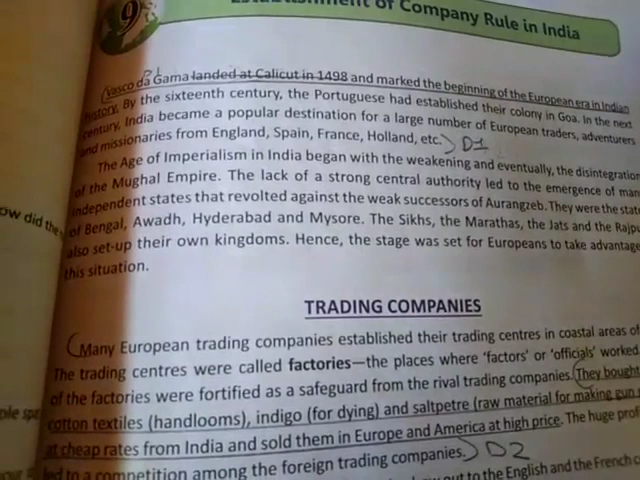 9
Establishment of Company Rule in India
Vasco da Gama landed at Calicut in 1498 and marked the beginning of the European era in Indian
history. By the sixteenth century, the Portuguese had established their colony in Goa. In the next
century, India became a popular destination for a large number of European traders, adventurers
and missionaries from England, Spain, France, Holland, etc. D1
The Age of Imperialism in India began with the weakening and eventually, the disintegration
of the Mughal Empire. The lack of a strong central authority led to the emergence of man
independent states that revolted against the weak successors of Aurangzeb. They were the stat
of Bengal, Awadh, Hyderabad and Mysore. The Sikhs, the Marathas, the Jats and the Rajpu
also set-up their own kingdoms. Hence, the stage was set for Europeans to take advantage
this situation.
ow did the
TRADING COMPANIES
Many European trading companies established their trading centres in coastal areas of
The trading centres were called factories—the places where 'factors' or 'officials' worked.
of the factories were fortified as a safeguard from the rival trading companies. They bought
cotton textiles (handlooms), indigo (for dying) and saltpetre (raw material for making gun
at cheap rates from India and sold them in Europe and America at high price. The huge prof
led to a competition among the foreign trading companies. D2
out to the English and the French